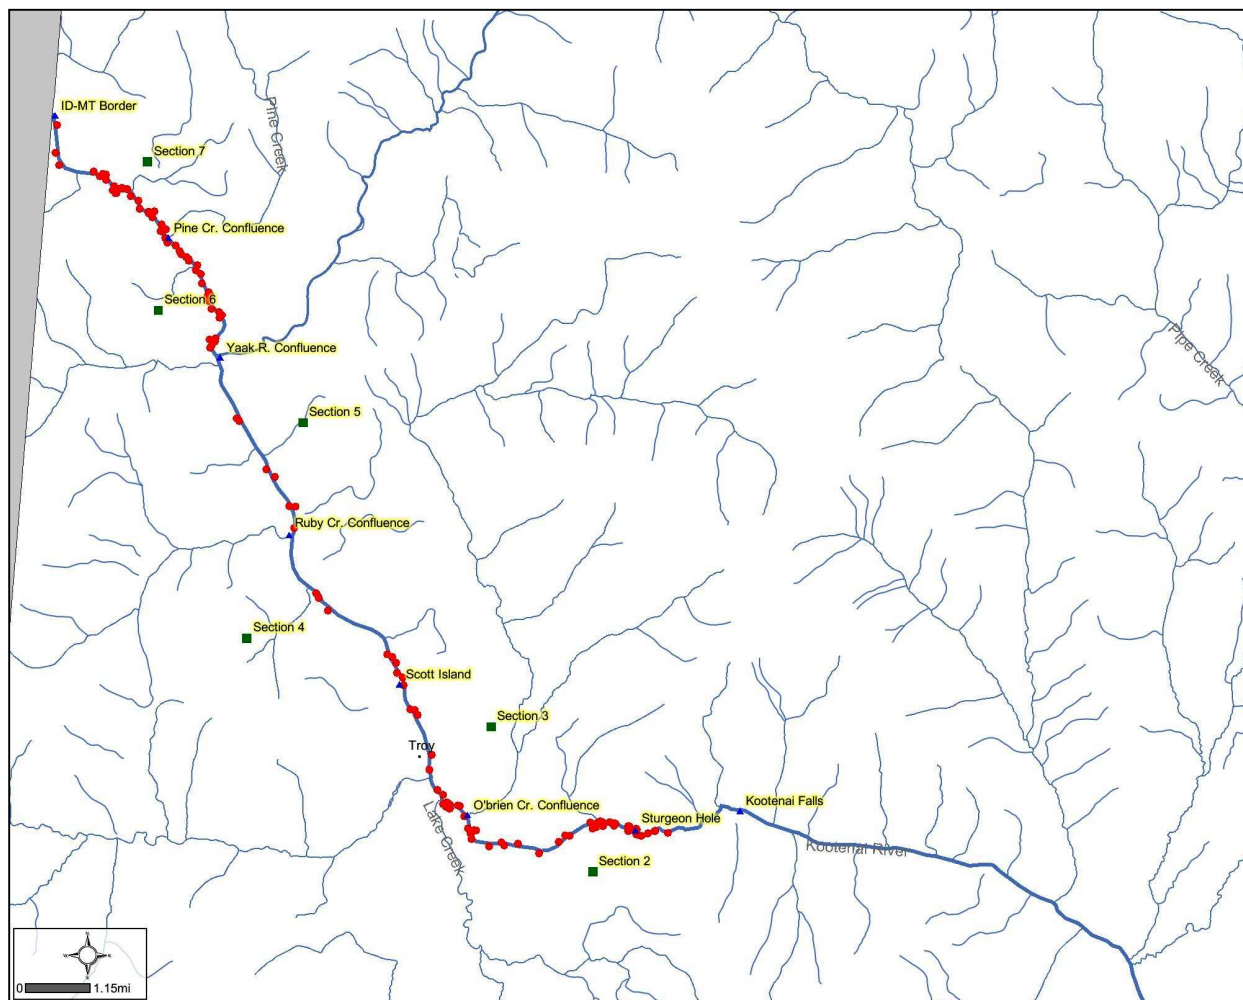 ID-MT Border
Pine Creek
Section 7
Pine Cr. Confluence
Section 6
Yaak R. Confluence
Pipe Creek
Section 5
Ruby Cr. Confluence
Section 4
Scott Island
Section 3
Troy
O'brien Cr. Confluence
Kootenai Falls
Sturgeon Hole
Lake Creek
Kootenai River
Section 2
0
1.15mi